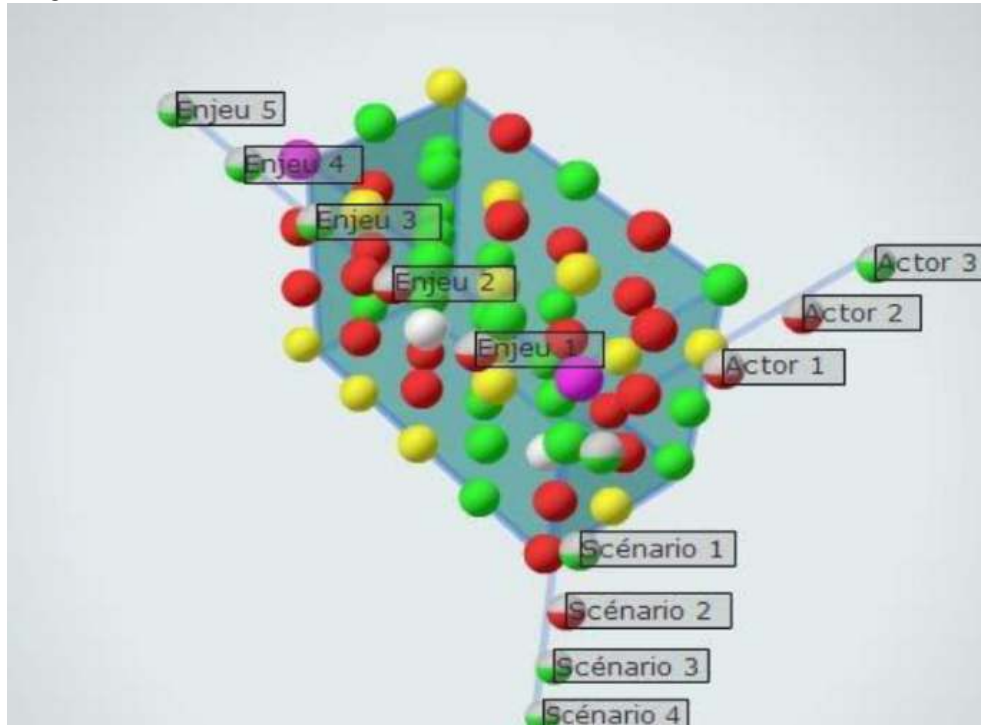 Enjeu 5
Enjeu 4
Enjeu 3
Enjeu 2
Enjeu 1
Actor 3
Actor 2
Actor 1
Scénario 1
Scénario 2
Scénario 3
Scénario 4